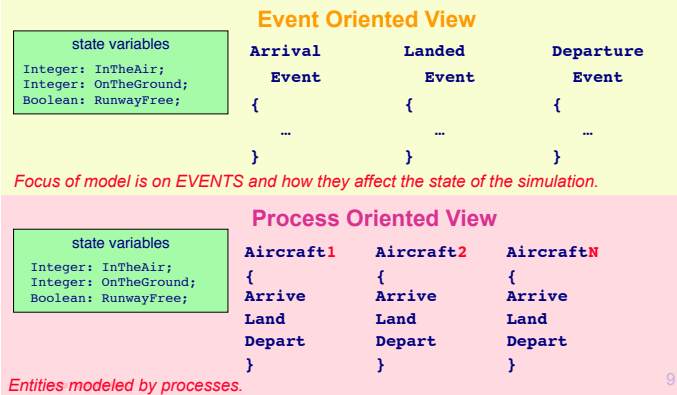 Event Oriented View
state variables
Integer: InTheAir;
Integer: OnTheGround;
Boolean: RunwayFree;
Arrival Landed Departure
Event Event Event
{ { {
… … …
} } }
Focus of model is on EVENTS and how they affect the state of the simulation.
Process Oriented View
state variables
Integer: InTheAir;
Integer: OnTheGround;
Boolean: RunwayFree;
Aircraft1 Aircraft2 AircraftN
{ { {
Arrive Arrive Arrive
Land Land Land
Depart Depart Depart
} } }
Entities modeled by processes.
9